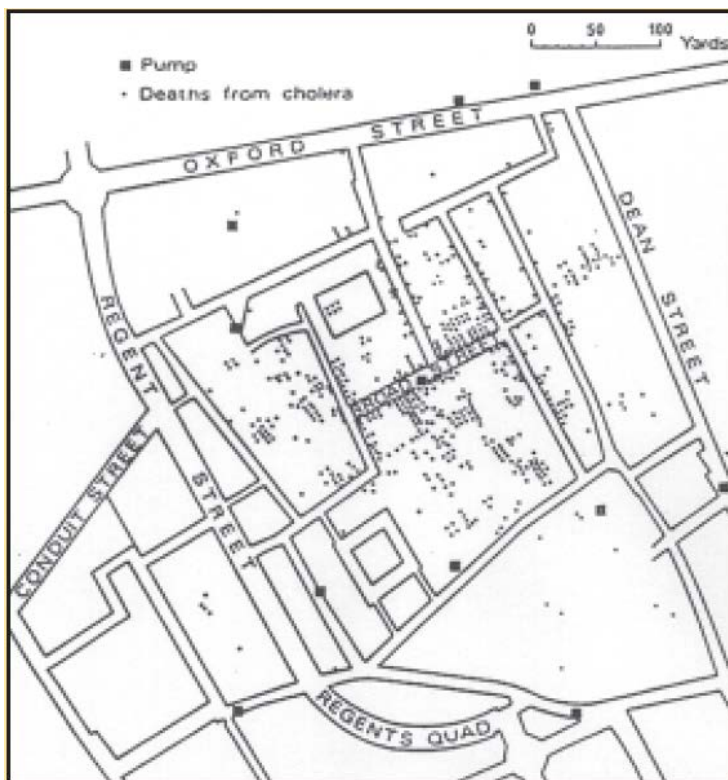 0 50 100
Yards
Pump
Deaths from cholera
OXFORD STREET
DEAN STREET
REGENT STREET
CONDUIT STREET
BROAD STREET
REGENTS QUAD